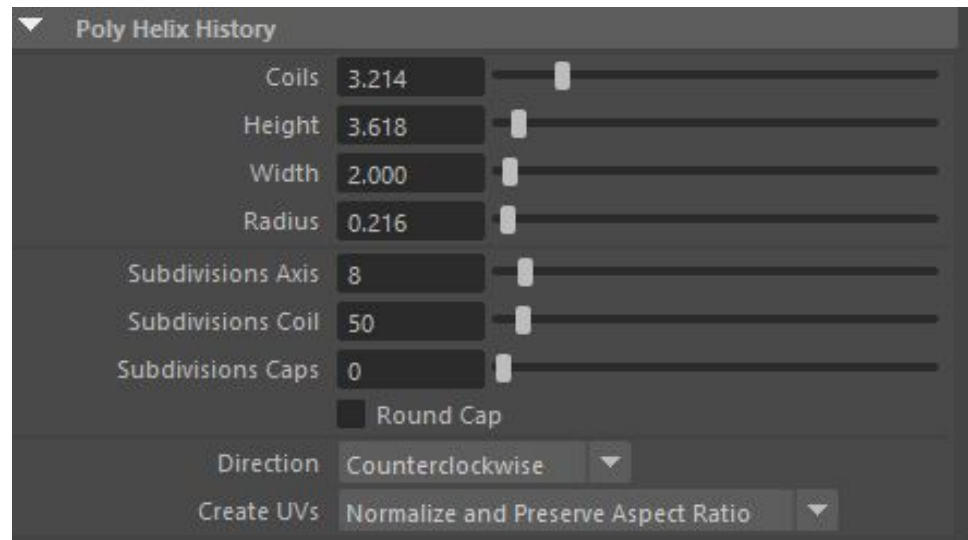 Poly Helix History
Coils 3.214
Height 3.618
Width 2.000
Radius 0.216
Subdivisions Axis 8
Subdivisions Coil 50
Subdivisions Caps 0
Round Cap
Direction Counterclockwise
Create UVs Normalize and Preserve Aspect Ratio